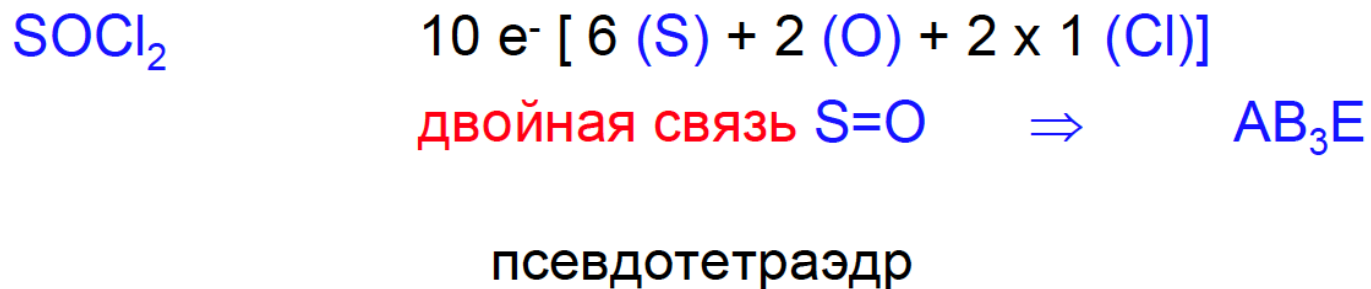 SOCl₂ 10 e⁻ [ 6 (S) + 2 (O) + 2 x 1 (Cl)]
двойная связь S=O ⇒ AB₃E
псевдотетраэдр